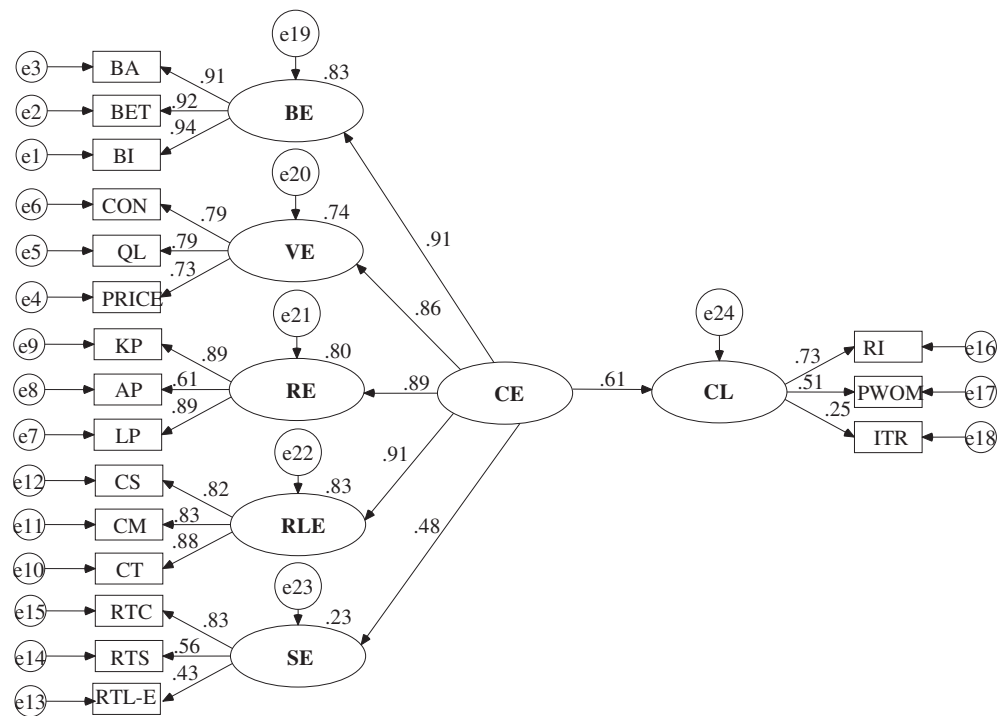 e19
e3 BA .91 .83
e2 BET .92 BE
e1 BI .94
e20
e6 CON .79 .74
e5 QL .79 VE .91
e4 PRICE .73
.86
e21 e24
e9 KP .89 .80 .73 RI e16
e8 AP .61 RE .89 CE .61 CL .51 PWOM e17
e7 LP .89 .25 ITR e18
e22 .91
e12 CS .82 .83
e11 CM .83 RLE .48
e10 CT .88
e23
e15 RTC .83 .23
e14 RTS .56 SE
e13 RTL-E .43